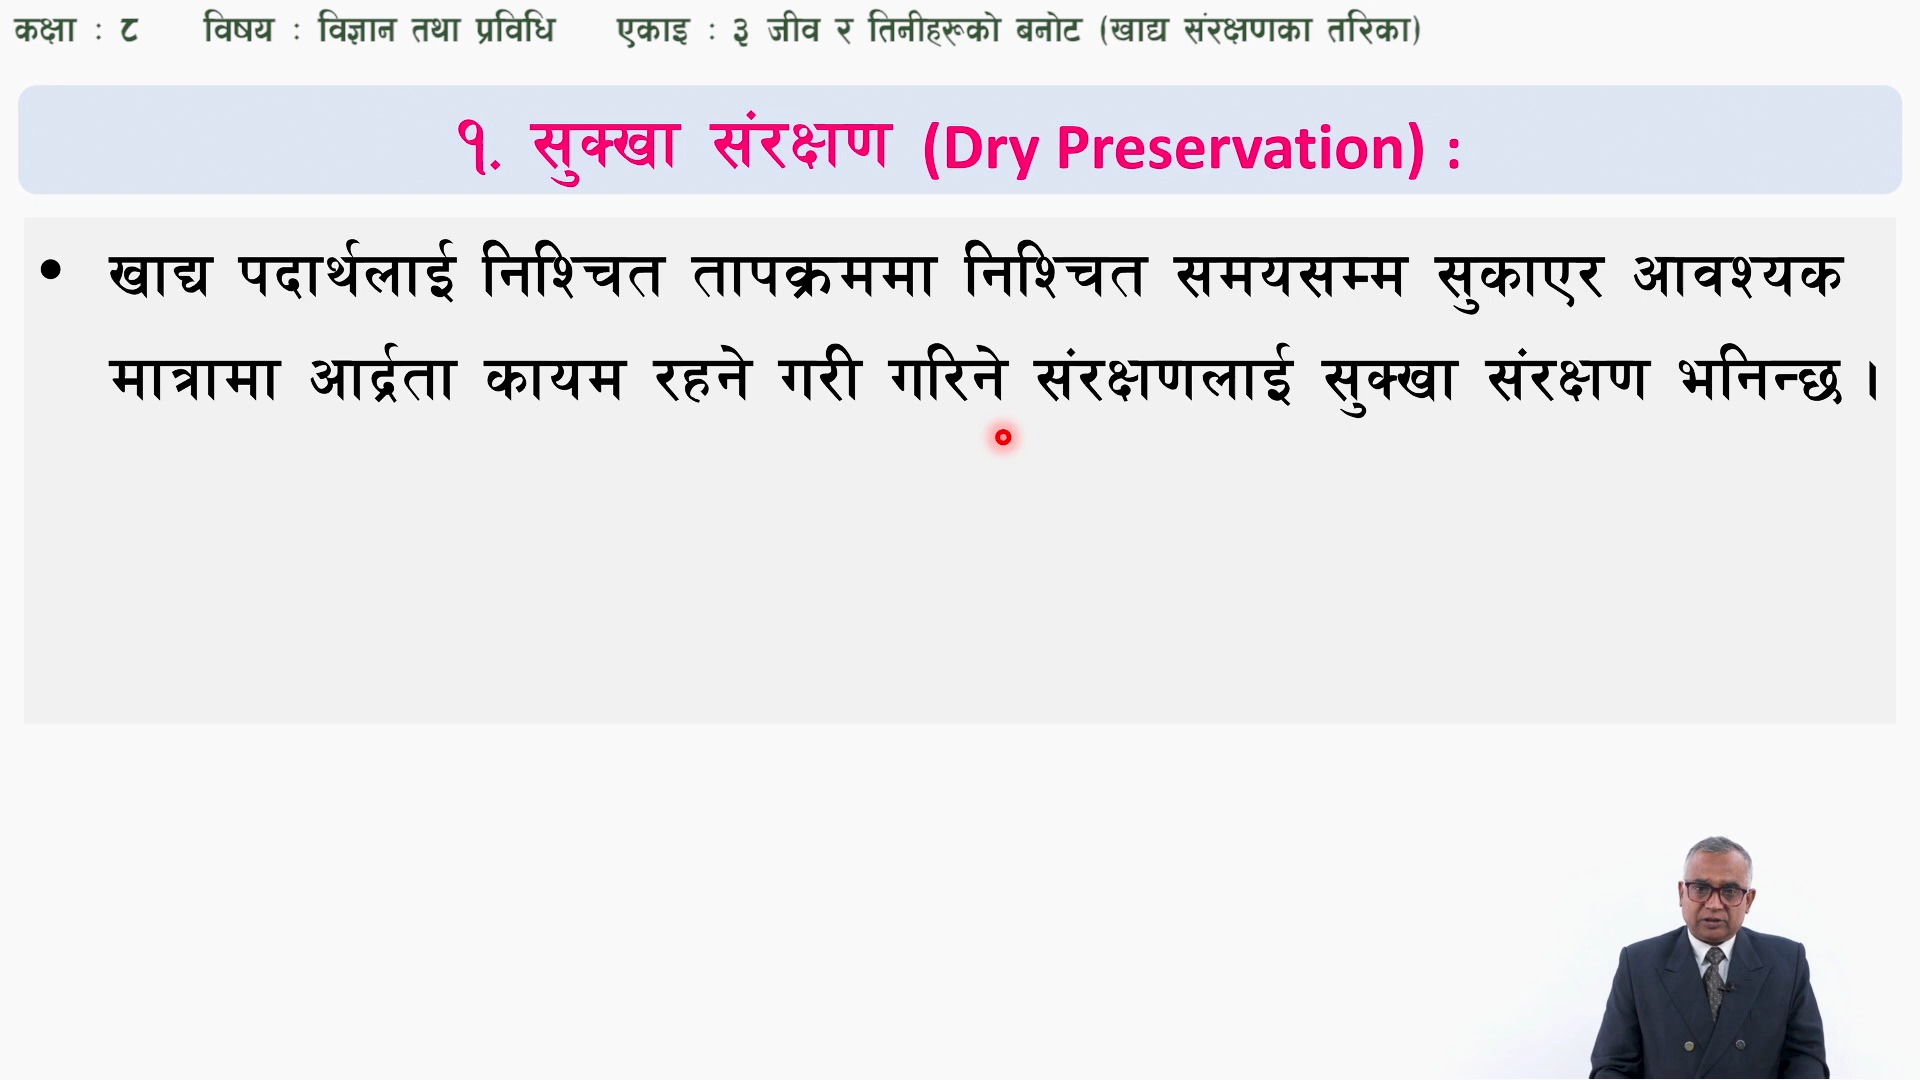 कक्षा : ८ विषय : विज्ञान तथा प्रविधि एकाइ : ३ जीव र तिनीहरूको बनोट (खाद्य संरक्षणका तरिका)
१. सुक्खा संरक्षण (Dry Preservation) :
• खाद्य पदार्थलाई निश्चित तापक्रममा निश्चित समयसम्म सुकाएर आवश्यक
मात्रामा आर्द्रता कायम रहने गरी गरिने संरक्षणलाई सुक्खा संरक्षण भनिन्छ ।